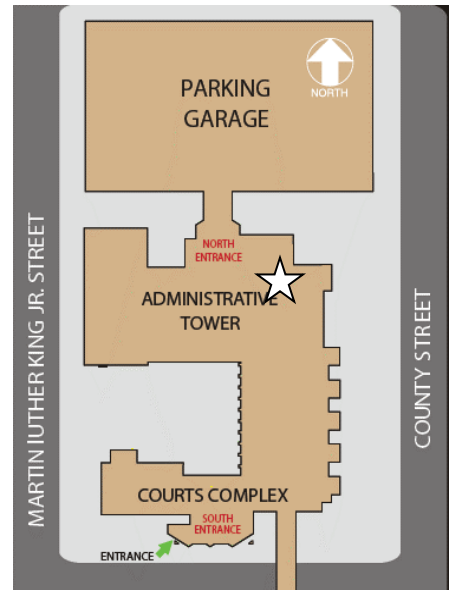 PARKING
GARAGE
NORTH
NORTH
ENTRANCE
ADMINISTRATIVE
TOWER
MARTIN lUTHER KING JR. STREET
COUNTY STREET
COURTS COMPLEX
SOUTH
ENTRANCE
ENTRANCE